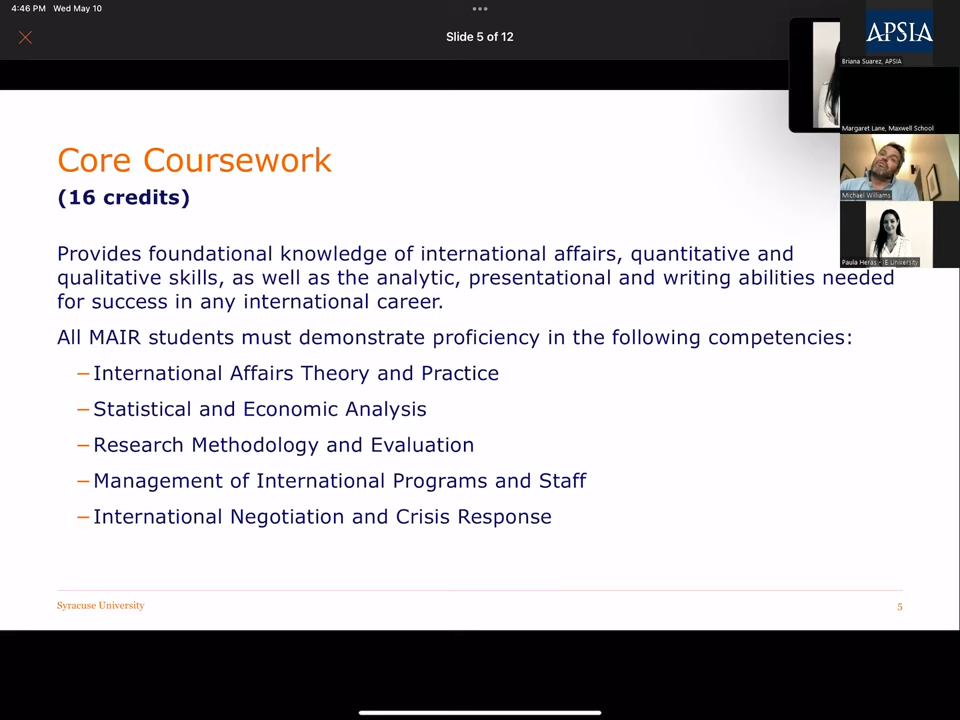 4:46 PM Wed May 10
Slide 5 of 12
APSIA
Briana Suarez, APSIA
Margaret Lane, Maxwell School
Michael Williams
Paula Heras - IE University
Core Coursework
(16 credits)
Provides foundational knowledge of international affairs, quantitative and
qualitative skills, as well as the analytic, presentational and writing abilities needed
for success in any international career.
All MAIR students must demonstrate proficiency in the following competencies:
–International Affairs Theory and Practice
–Statistical and Economic Analysis
–Research Methodology and Evaluation
–Management of International Programs and Staff
–International Negotiation and Crisis Response
Syracuse University
5